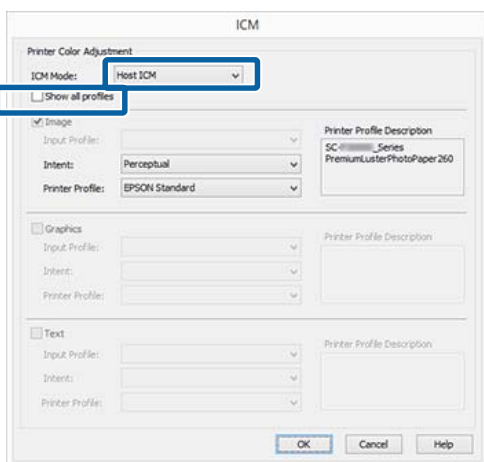 ICM
Printer Color Adjustment
ICM Mode: Host ICM
Show all profiles
Image
Input Profile:
Intent: Perceptual
Printer Profile: EPSON Standard
Printer Profile Description
SC- _Series
PremiumLusterPhotoPaper260
Graphics
Input Profile:
Intent:
Printer Profile:
Printer Profile Description
Text
Input Profile:
Intent:
Printer Profile:
Printer Profile Description
OK Cancel Help